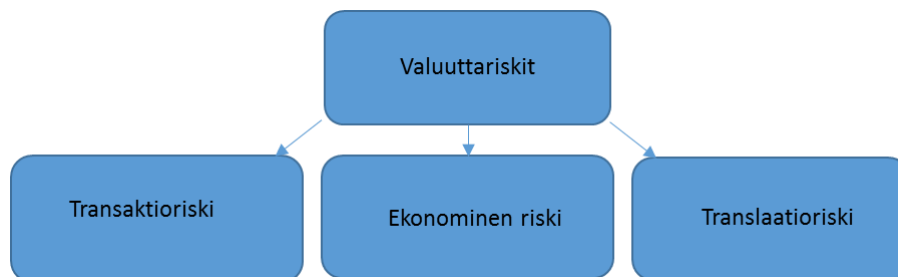 Valuuttariskit
Transaktioriski
Ekonominen riski
Translaatioriski